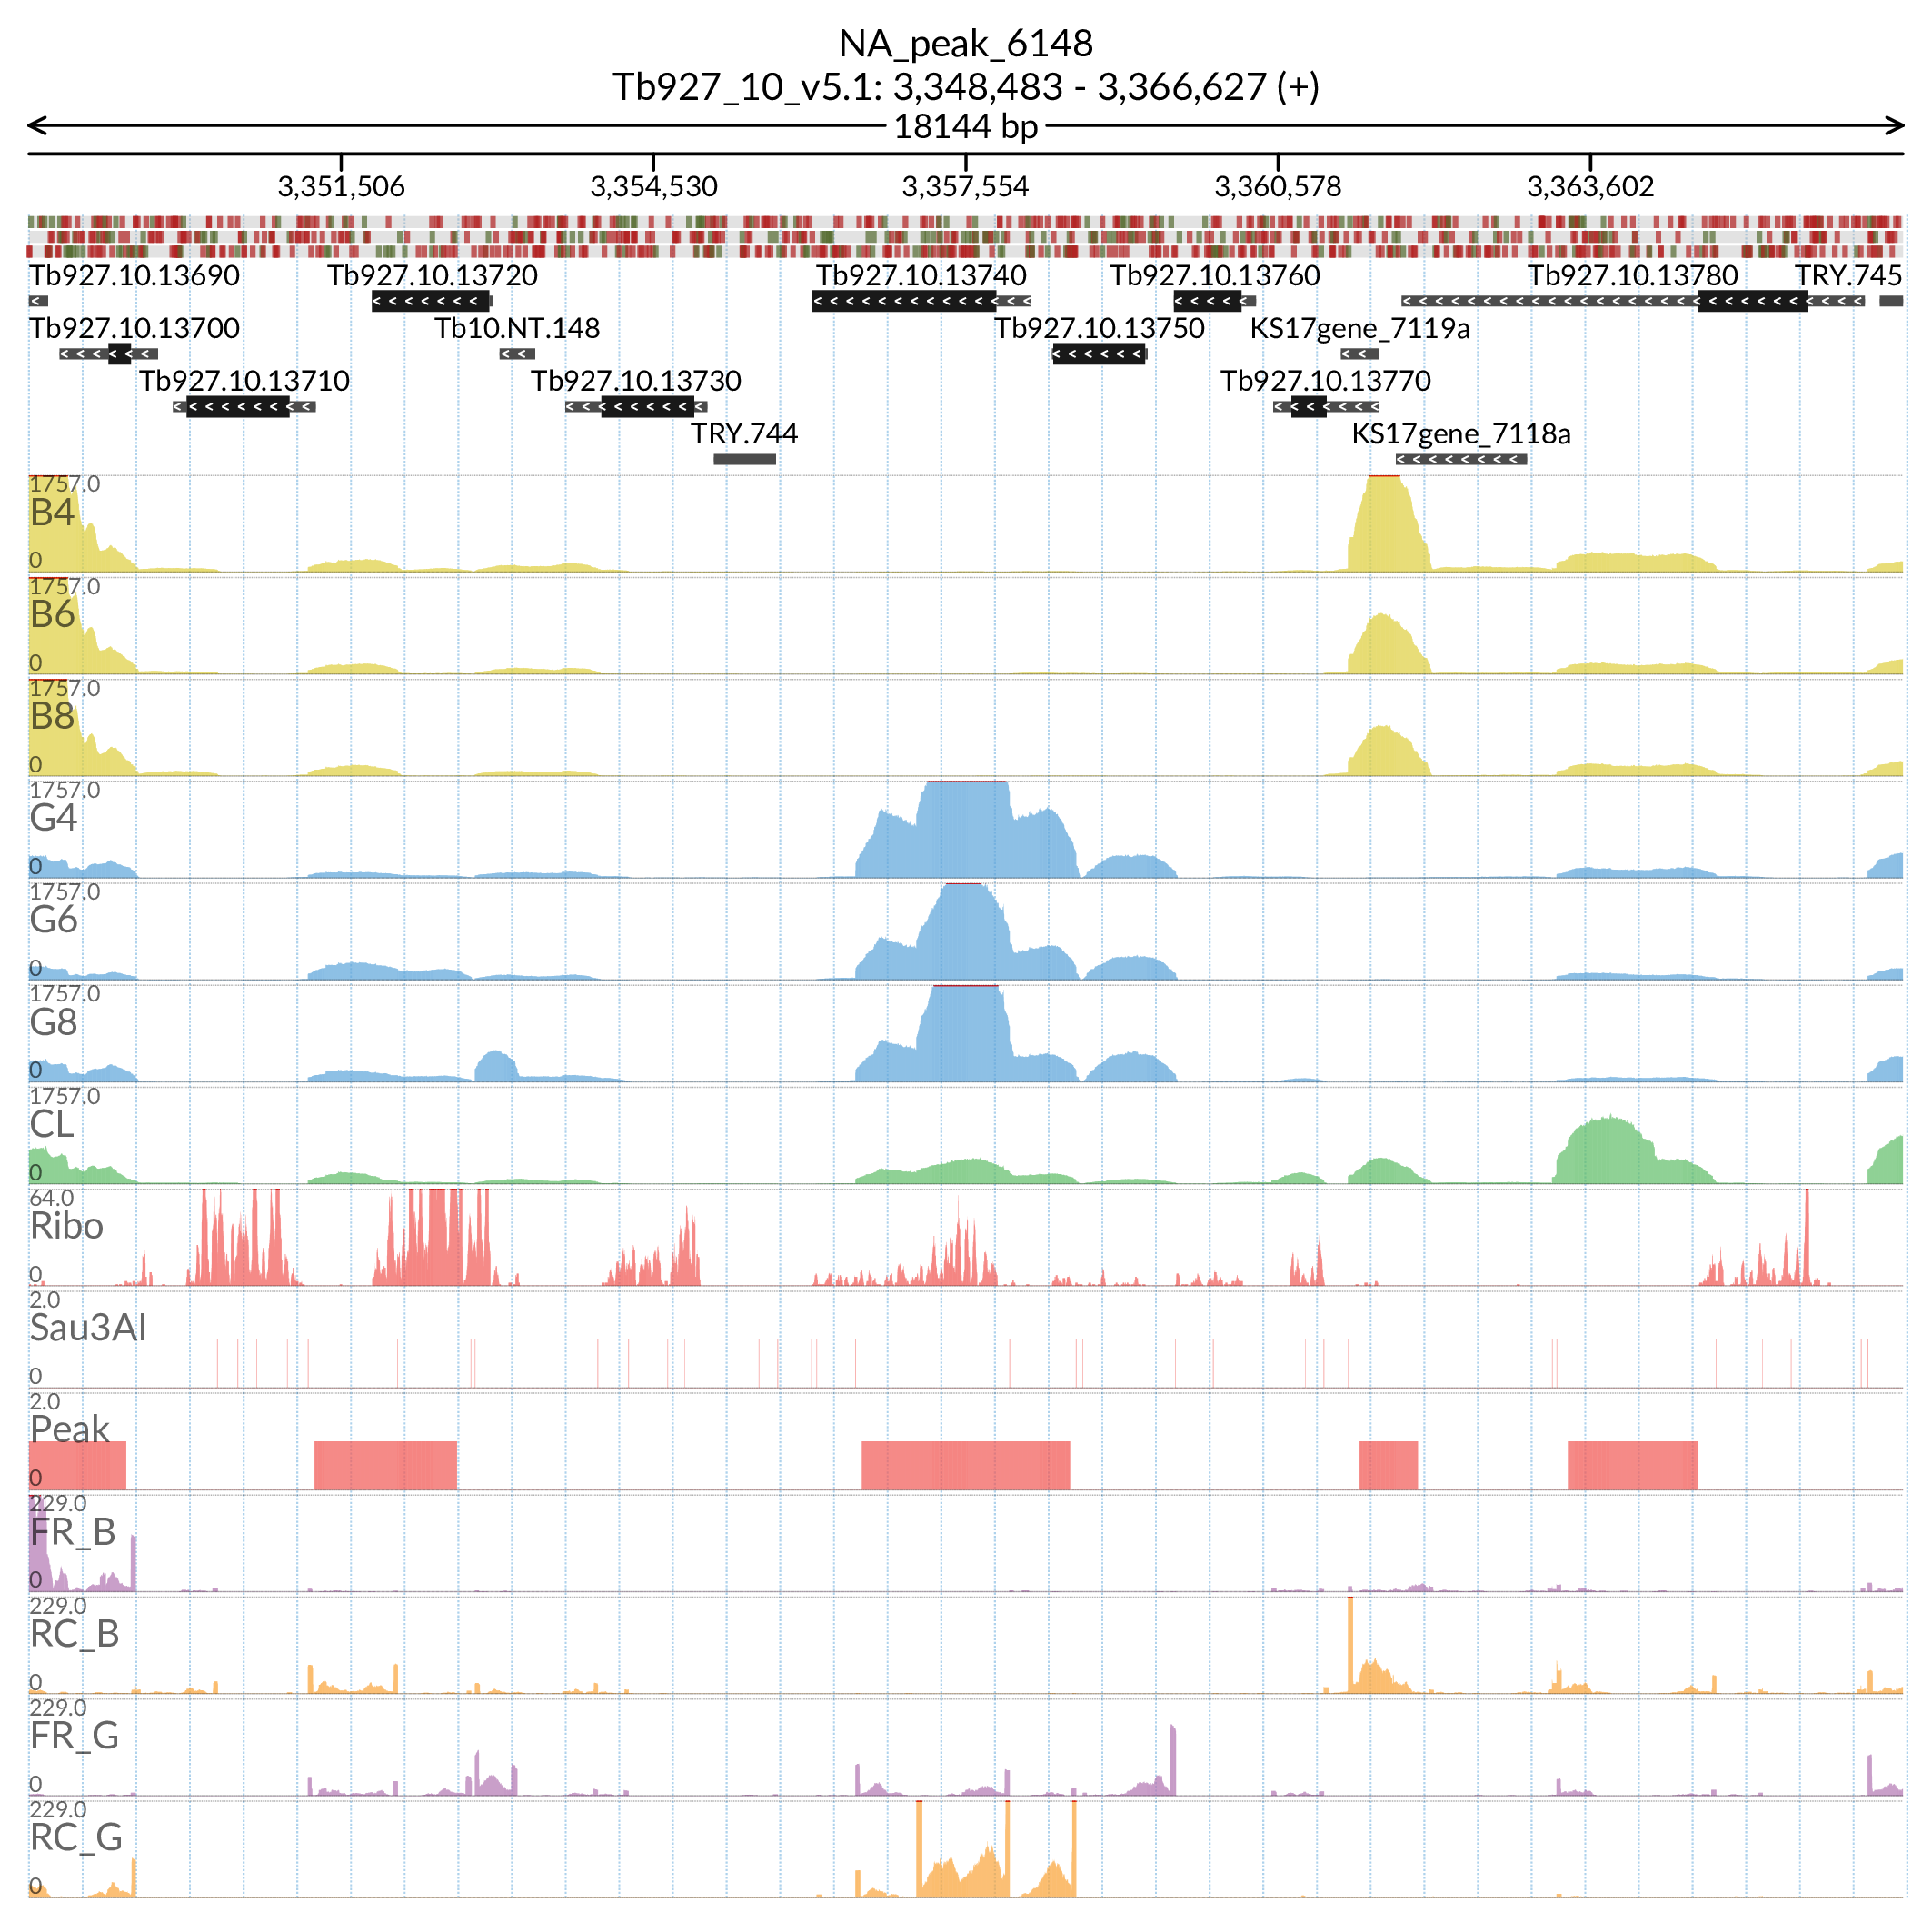 NA_peak_6148
Tb927_10_v5.1: 3,348,483 - 3,366,627 (+)
18144 bp
3,351,506 3,354,530 3,357,554 3,360,578 3,363,602
Tb927.10.13690 Tb927.10.13720 Tb927.10.13740 Tb927.10.13760 Tb927.10.13780 TRY.745
Tb927.10.13700 Tb10.NT.148 Tb927.10.13750 KS17gene_7119a
Tb927.10.13710 Tb927.10.13730 Tb927.10.13770
TRY.744 KS17gene_7118a
1757.0
B4
0
1757.0
B6
0
1757.0
B8
0
1757.0
G4
0
1757.0
G6
0
1757.0
G8
0
1757.0
CL
0
64.0
Ribo
0
2.0
Sau3AI
0
2.0
Peak
0
229.0
FR_B
0
229.0
RC_B
0
229.0
FR_G
0
229.0
RC_G
0